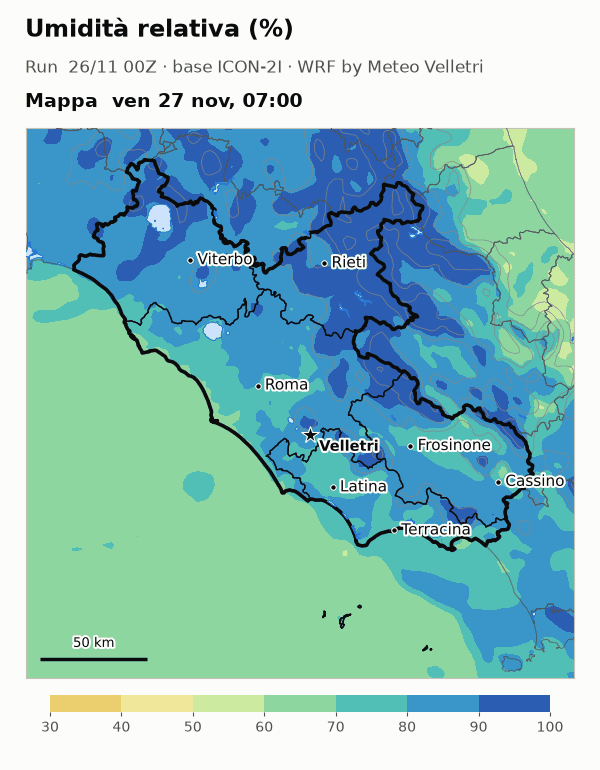 Umidità relativa (%)
Run  26/11 00Z · base ICON-2I · WRF by Meteo Velletri
Mappa  ven 27 nov, 07:00
Viterbo
Rieti
Roma
Velletri
Frosinone
Latina
Cassino
Terracina
50 km
30 40 50 60 70 80 90 100